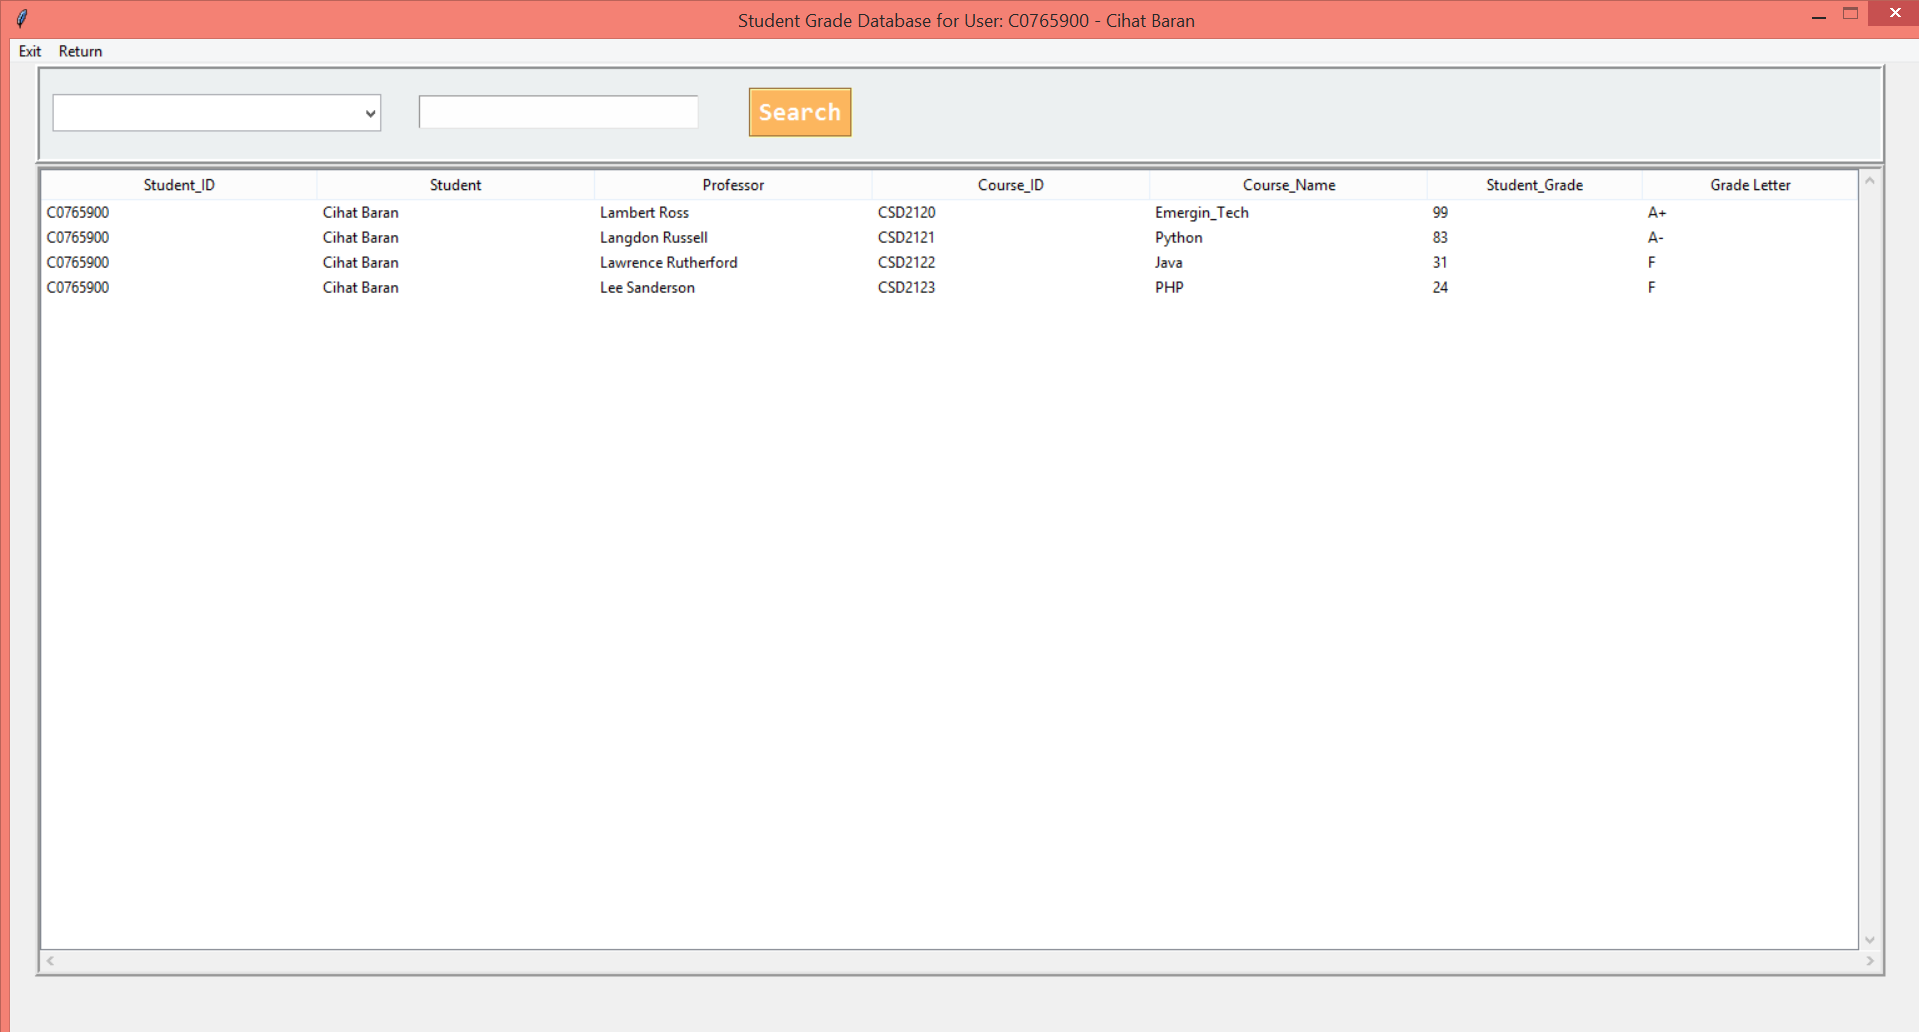 Student Grade Database for User: C0765900 - Cihat Baran
Exit Return
Search
Student_ID Student Professor Course_ID Course_Name Student_Grade Grade Letter
C0765900 Cihat Baran Lambert Ross CSD2120 Emergin_Tech 99 A+
C0765900 Cihat Baran Langdon Russell CSD2121 Python 83 A-
C0765900 Cihat Baran Lawrence Rutherford CSD2122 Java 31 F
C0765900 Cihat Baran Lee Sanderson CSD2123 PHP 24 F